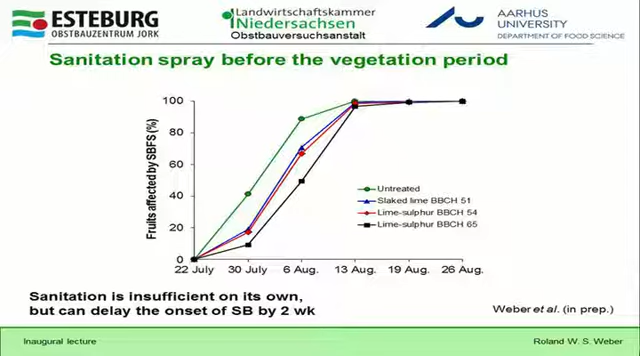 ESTEBURG
OBSTBAUZENTRUM JORK
Landwirtschaftskammer
Niedersachsen
Obstbauversuchsanstalt
AARHUS
UNIVERSITY
DEPARTMENT OF FOOD SCIENCE
Sanitation spray before the vegetation period
Fruits affected by SBFS (%)
100
80
60
40
20
0
22 July
30 July
6 Aug.
13 Aug.
19 Aug.
26 Aug.
Untreated
Slaked lime BBCH 51
Lime-sulphur BBCH 54
Lime-sulphur BBCH 65
Sanitation is insufficient on its own,
but can delay the onset of SB by 2 wk
Weber et al. (in prep.)
Inaugural lecture
Roland W. S. Weber